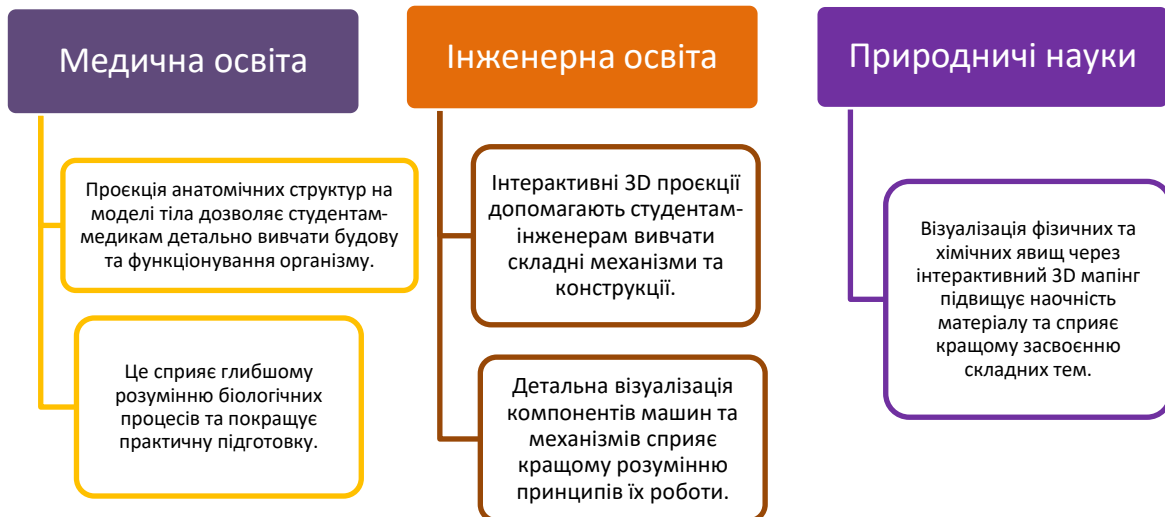 Медична освіта
Проєкція анатомічних структур на
моделі тіла дозволяє студентам-
медикам детально вивчати будову
та функціонування організму.
Це сприяє глибшому
розумінню біологічних
процесів та покращує
практичну підготовку.
Інженерна освіта
Інтерактивні 3D проєкції
допомагають студентам-
інженерам вивчати
складні механізми та
конструкції.
Детальна візуалізація
компонентів машин та
механізмів сприяє
кращому розумінню
принципів їх роботи.
Природничі науки
Візуалізація фізичних та
хімічних явищ через
інтерактивний 3D мапінг
підвищує наочність
матеріалу та сприяє
кращому засвоєнню
складних тем.